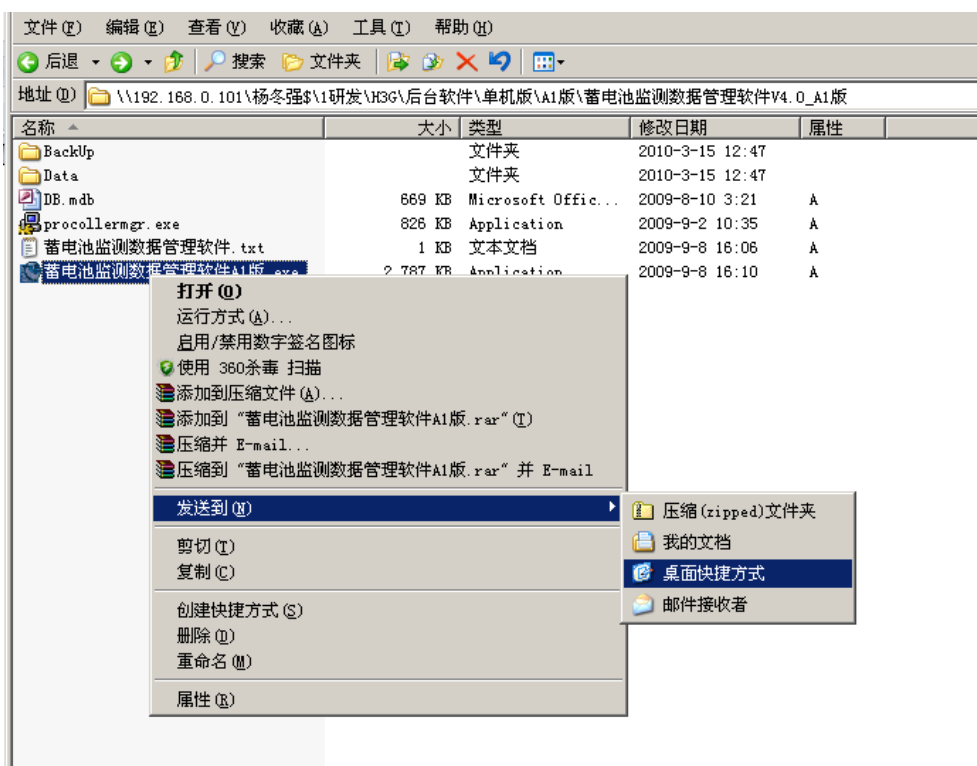 文件(F) 编辑(E) 查看(V) 收藏(A) 工具(T) 帮助(H)
后退 搜索 文件夹
地址(D) \\192.168.0.101\杨冬强$\1研发\H3G\后台软件\单机版\A1版\蓄电池监测数据管理软件V4.0_A1版
名称 大小 类型 修改日期 属性
BackUp 文件夹 2010-3-15 12:47
Data 文件夹 2010-3-15 12:47
DB.mdb 669 KB Microsoft Offic... 2009-8-10 3:21 A
procollermgr.exe 826 KB Application 2009-9-2 10:35 A
蓄电池监测数据管理软件.txt 1 KB 文本文档 2009-9-8 16:06 A
蓄电池监测数据管理软件A1版.exe 2,787 KB Application 2009-9-8 16:10 A
打开(O)
运行方式(A)...
启用/禁用数字签名图标
使用 360杀毒 扫描
添加到压缩文件(A)...
添加到 "蓄电池监测数据管理软件A1版.rar"(T)
压缩并 E-mail...
压缩到 "蓄电池监测数据管理软件A1版.rar" 并 E-mail
发送到(N)
压缩(zipped)文件夹
我的文档
桌面快捷方式
邮件接收者
剪切(T)
复制(C)
创建快捷方式(S)
删除(D)
重命名(M)
属性(R)